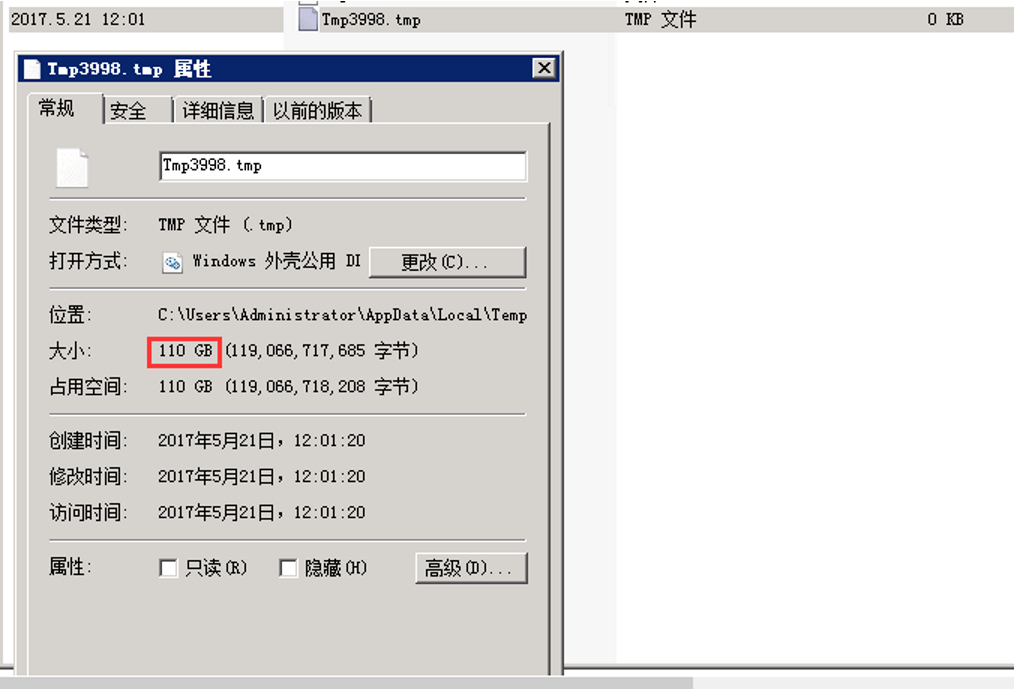 2017.5.21 12:01 Tmp3998.tmp TMP 文件 0 KB
Tmp3998.tmp 属性
常规 安全 详细信息 以前的版本
Tmp3998.tmp
文件类型: TMP 文件 (.tmp)
打开方式: Windows 外壳公用 Dl 更改(C)...
位置: C:\Users\Administrator\AppData\Local\Temp
大小: 110 GB (119,066,717,685 字节)
占用空间: 110 GB (119,066,718,208 字节)
创建时间: 2017年5月21日，12:01:20
修改时间: 2017年5月21日，12:01:20
访问时间: 2017年5月21日，12:01:20
属性: 只读(R) 隐藏(H) 高级(D)...